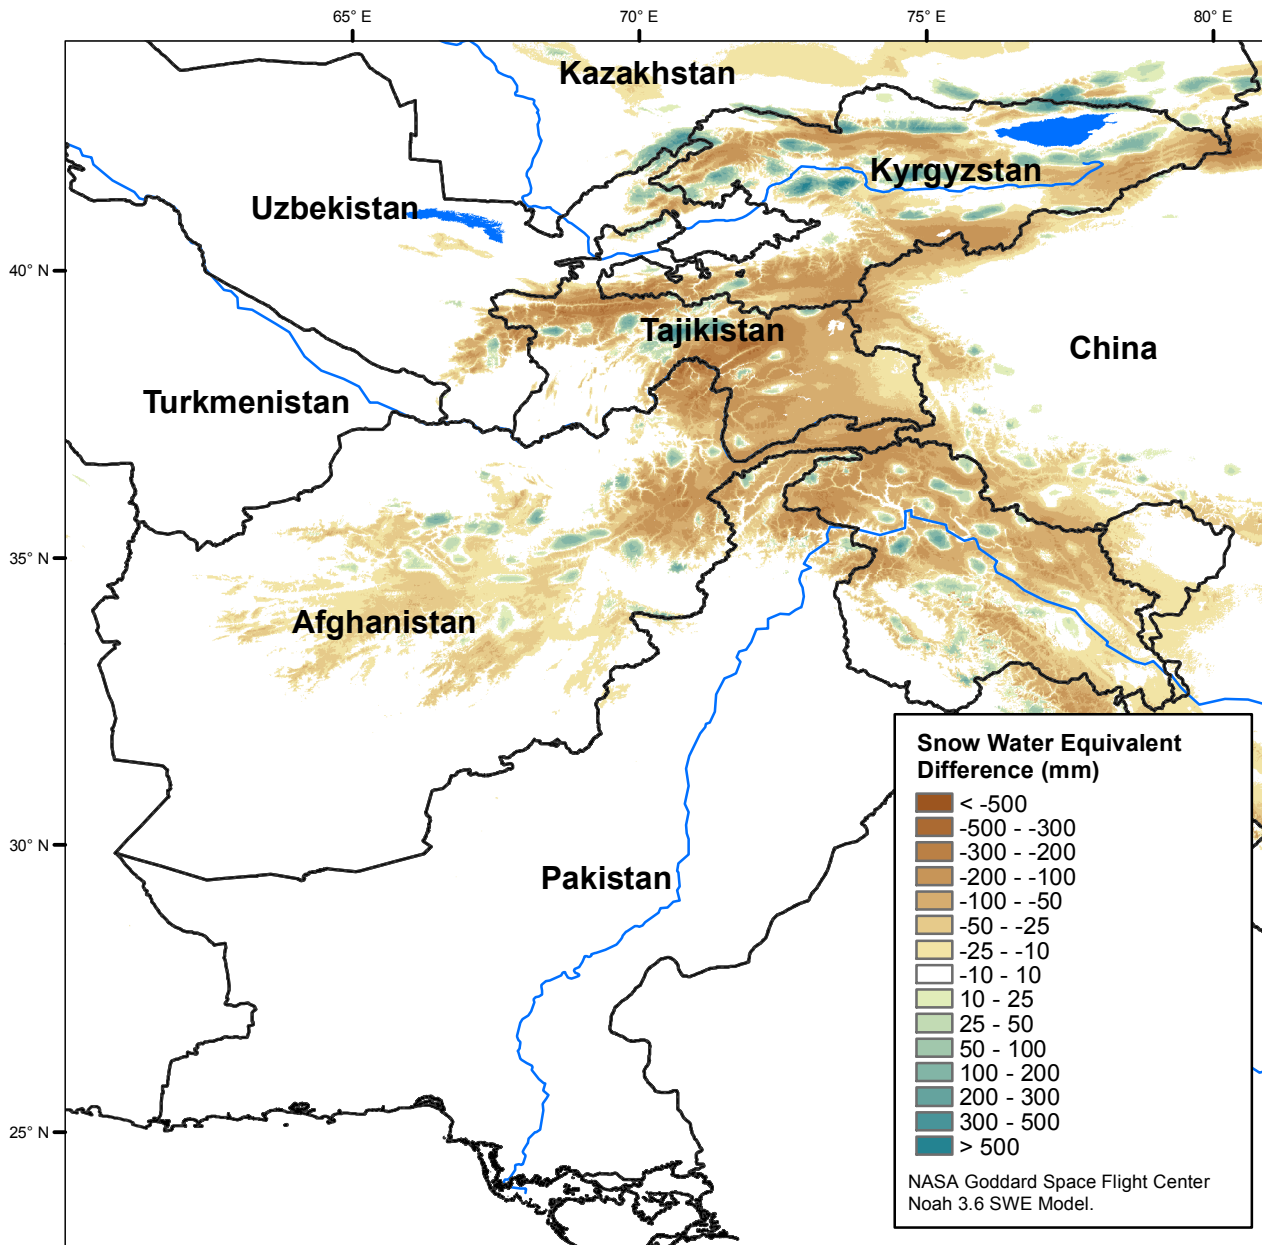 65° E
70° E
75° E
80° E
Kazakhstan
Kyrgyzstan
Uzbekistan
40° N
Tajikistan
China
Turkmenistan
35° N
Afghanistan
30° N
Pakistan
25° N
Snow Water Equivalent
Difference (mm)
< -500
-500 - -300
-300 - -200
-200 - -100
-100 - -50
-50 - -25
-25 - -10
-10 - 10
10 - 25
25 - 50
50 - 100
100 - 200
200 - 300
300 - 500
> 500
NASA Goddard Space Flight Center
Noah 3.6 SWE Model.